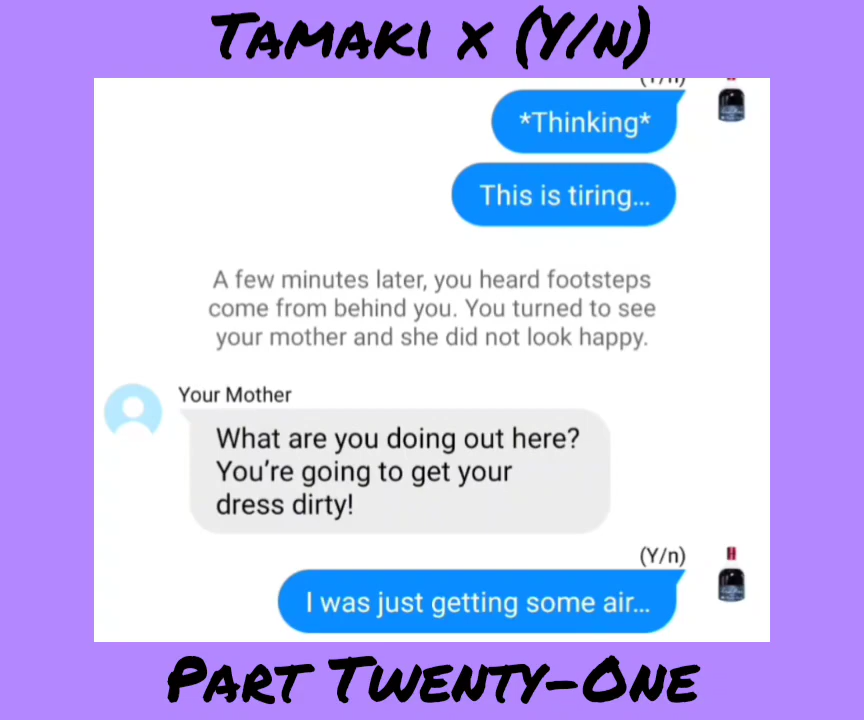 Tamaki x (Y/n)
(Y/n)
*Thinking*
This is tiring...
A few minutes later, you heard footsteps
come from behind you. You turned to see
your mother and she did not look happy.
Your Mother
What are you doing out here?
You're going to get your
dress dirty!
(Y/n)
I was just getting some air...
Part Twenty-One